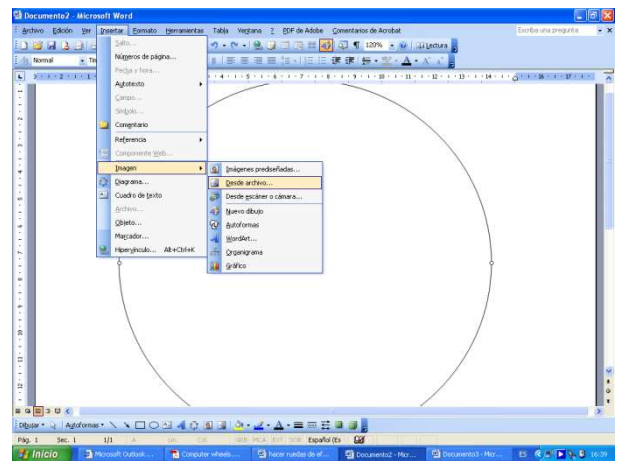 Documento2 - Microsoft Word
Archivo Edición Ver Insertar Formato Herramientas Tabla Ventana ? PDF de Adobe Comentarios de Acrobat Escriba una pregunta
Salto...
Números de página...
Fecha y hora...
Autotexto
Campo...
Símbolo...
Comentario
Referencia
Componente Web...
Imagen
Diagrama...
Cuadro de texto
Archivo...
Objeto...
Marcador...
Hipervínculo... Alt+Ctrl+K
Imágenes prediseñadas...
Desde archivo...
Desde escáner o cámara...
Nuevo dibujo
Autoformas
WordArt...
Organigrama
Gráfico
Normal
120%
Lectura
Dibujar Autoformas
Pág. 1 Sec. 1 1/1 A GRB MCA EXT SOB Español (Es
Inicio Microsoft Outlook ... Computer wheels.... hacer ruedas de ef... Documento2 - Micr... Documento3 - Micr... ES 16:39